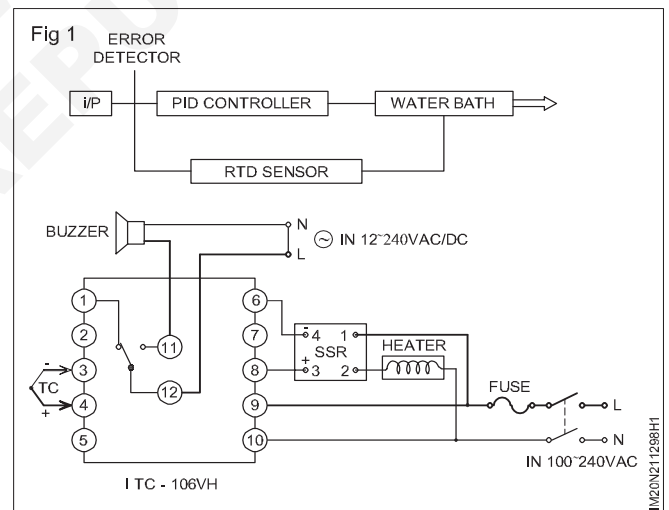 Fig 1
ERROR
DETECTOR
i/P
PID CONTROLLER
WATER BATH
RTD SENSOR
BUZZER
N
L
~ IN 12~240VAC/DC
1
2
3
4
5
- TC +
11
12
6
7
8
9
10
- 4 1
SSR
+ 3 2
HEATER
FUSE
L
N
IN 100~240VAC
I TC - 106VH
IM20N211298H1